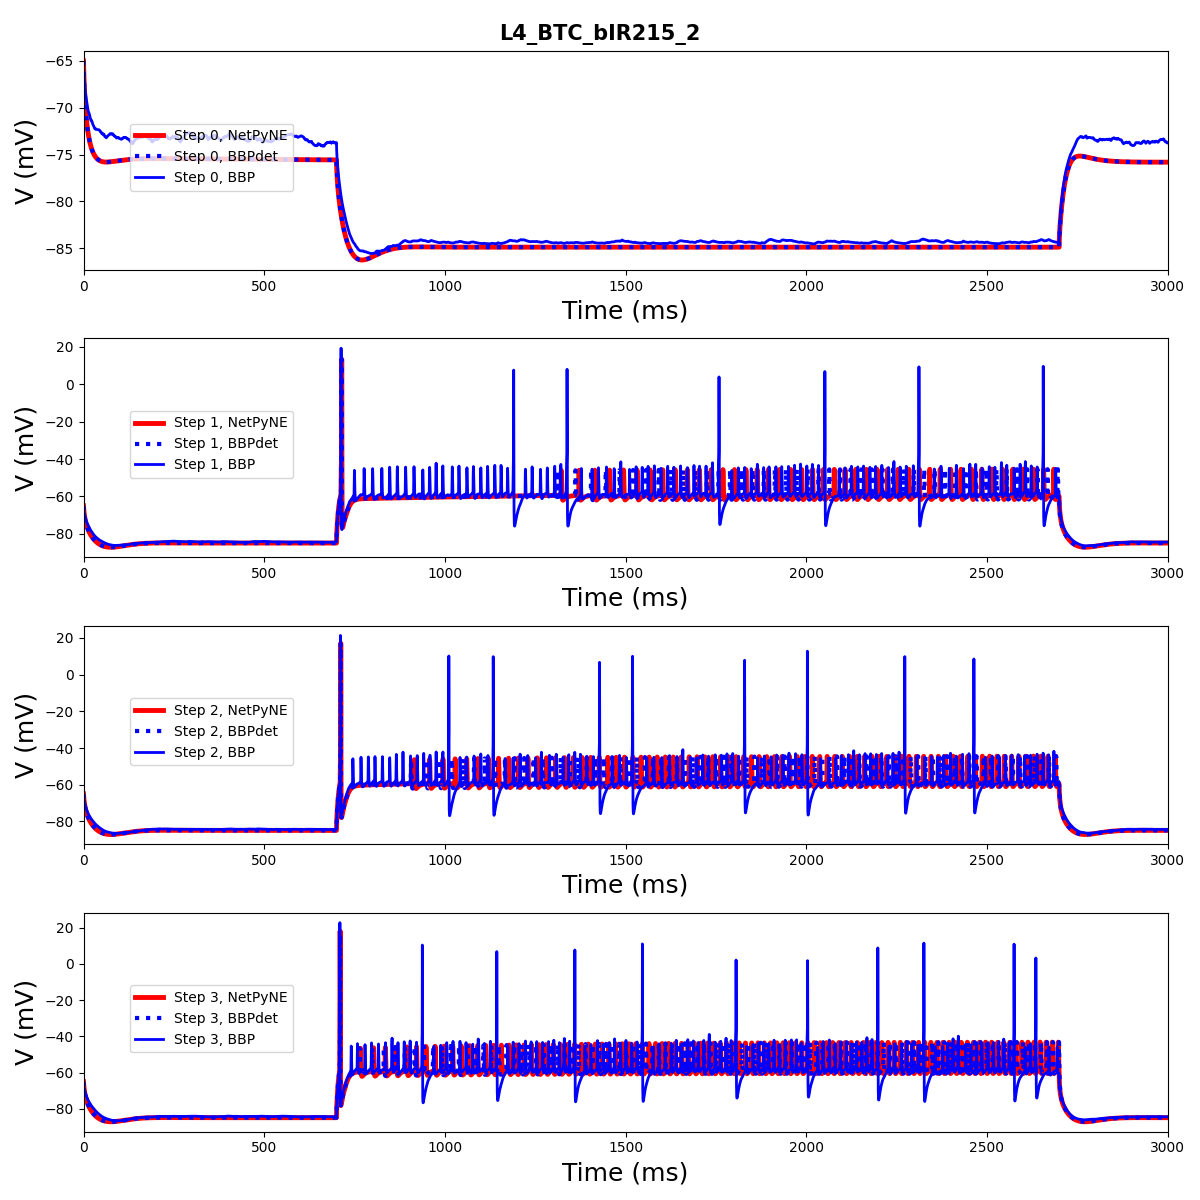 L4_BTC_bIR215_2
−65
−70
−75
−80
−85
V (mV)
Step 0, NetPyNE
Step 0, BBPdet
Step 0, BBP
0 500 1000 1500 2000 2500 3000
Time (ms)
20
0
−20
−40
−60
−80
V (mV)
Step 1, NetPyNE
Step 1, BBPdet
Step 1, BBP
0 500 1000 1500 2000 2500 3000
Time (ms)
20
0
−20
−40
−60
−80
V (mV)
Step 2, NetPyNE
Step 2, BBPdet
Step 2, BBP
0 500 1000 1500 2000 2500 3000
Time (ms)
20
0
−20
−40
−60
−80
V (mV)
Step 3, NetPyNE
Step 3, BBPdet
Step 3, BBP
0 500 1000 1500 2000 2500 3000
Time (ms)